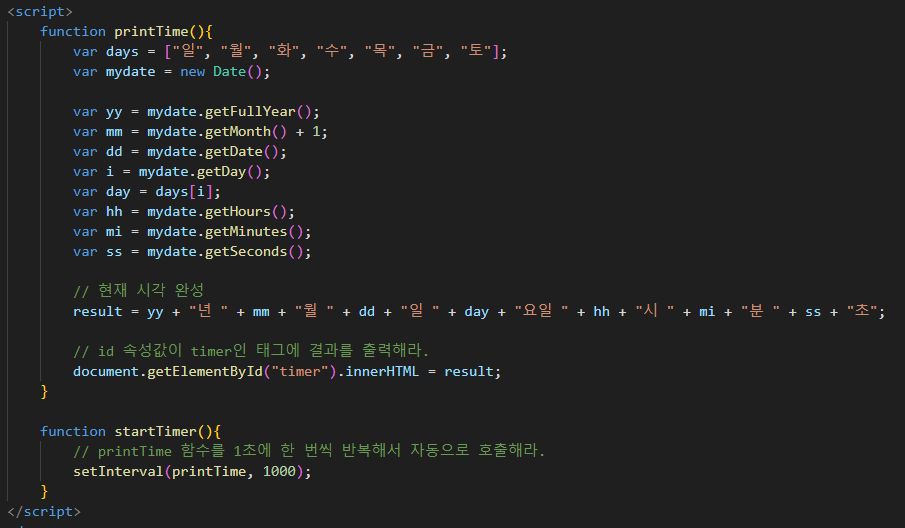 <script>
function printTime(){
var days = ["일", "월", "화", "수", "목", "금", "토"];
var mydate = new Date();
var yy = mydate.getFullYear();
var mm = mydate.getMonth() + 1;
var dd = mydate.getDate();
var i = mydate.getDay();
var day = days[i];
var hh = mydate.getHours();
var mi = mydate.getMinutes();
var ss = mydate.getSeconds();
// 현재 시각 완성
result = yy + "년 " + mm + "월 " + dd + "일 " + day + "요일 " + hh + "시 " + mi + "분 " + ss + "초";
// id 속성값이 timer인 태그에 결과를 출력해라.
document.getElementById("timer").innerHTML = result;
}
function startTimer(){
// printTime 함수를 1초에 한 번씩 반복해서 자동으로 호출해라.
setInterval(printTime, 1000);
}
</script>